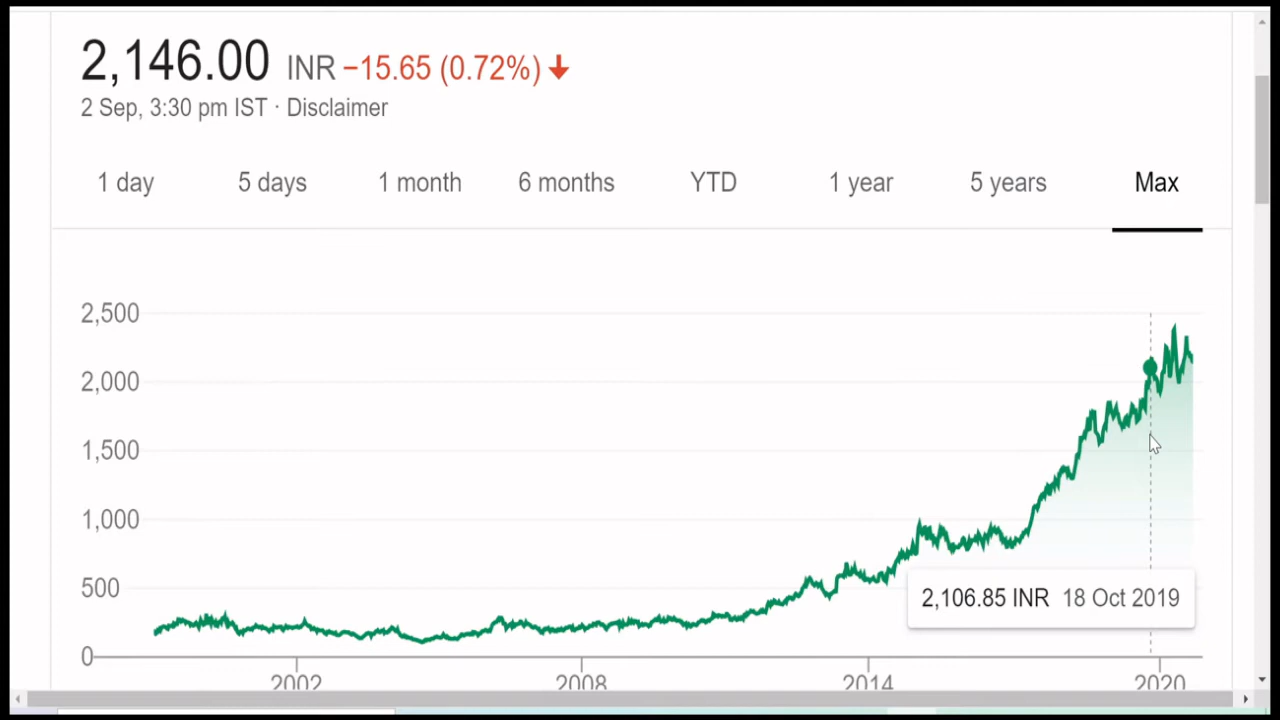 2,146.00 INR −15.65 (0.72%) ↓
2 Sep, 3:30 pm IST · Disclaimer
1 day 5 days 1 month 6 months YTD 1 year 5 years Max
2,500
2,000
1,500
1,000
500
2,106.85 INR 18 Oct 2019
0
2002 2008 2014 2020